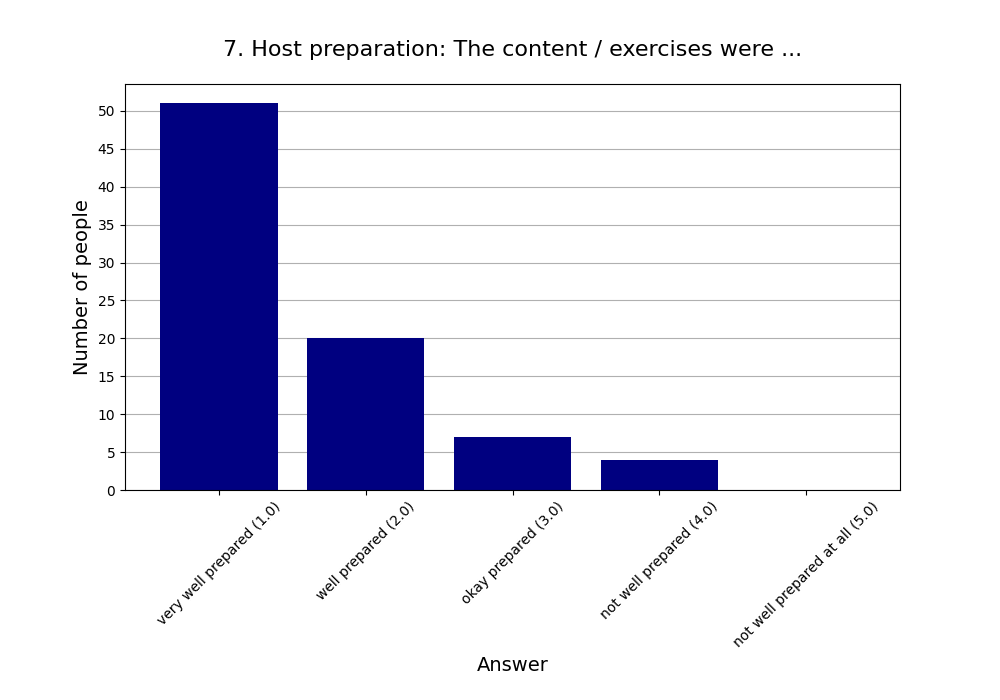 7. Host preparation: The content / exercises were ...
Number of people
50
45
40
35
30
25
20
15
10
5
0
very well prepared (1.0)
well prepared (2.0)
okay prepared (3.0)
not well prepared (4.0)
not well prepared at all (5.0)
Answer